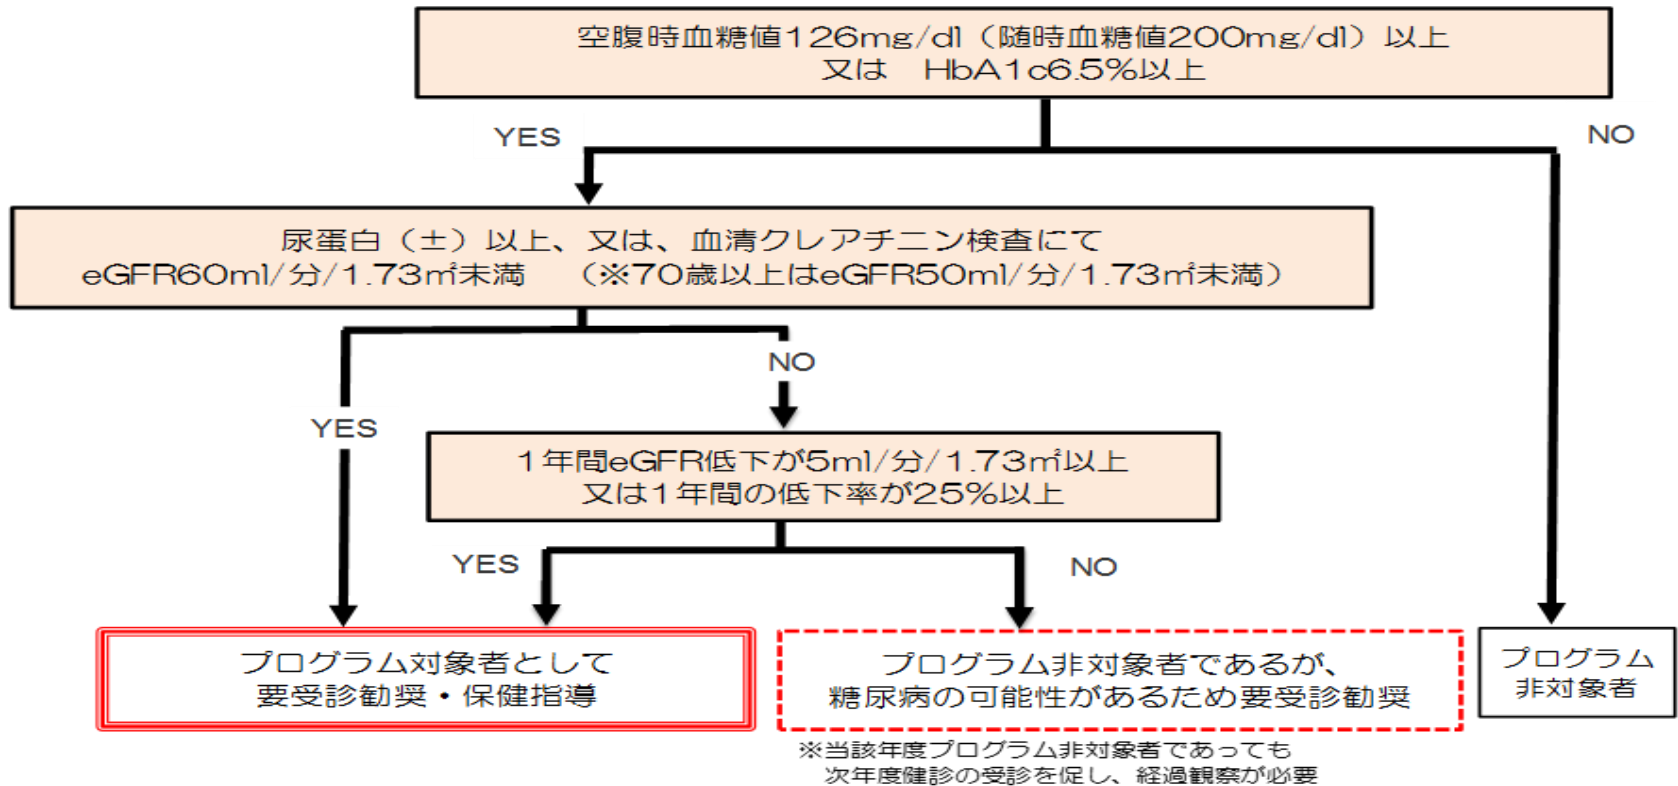 空腹時血糖値126mg/dl（随時血糖値200mg/dl）以上
又は　HbA1c6.5%以上
YES
NO
尿蛋白（±）以上、又は、血清クレアチニン検査にて
eGFR60ml/分/1.73㎡未満　（※70歳以上はeGFR50ml/分/1.73㎡未満）
NO
YES
1年間eGFR低下が5ml/分/1.73㎡以上
又は1年間の低下率が25%以上
YES
NO
プログラム対象者として
要受診勧奨・保健指導
プログラム非対象者であるが、
糖尿病の可能性があるため要受診勧奨
プログラム
非対象者
※当該年度プログラム非対象者であっても
次年度健診の受診を促し、経過観察が必要